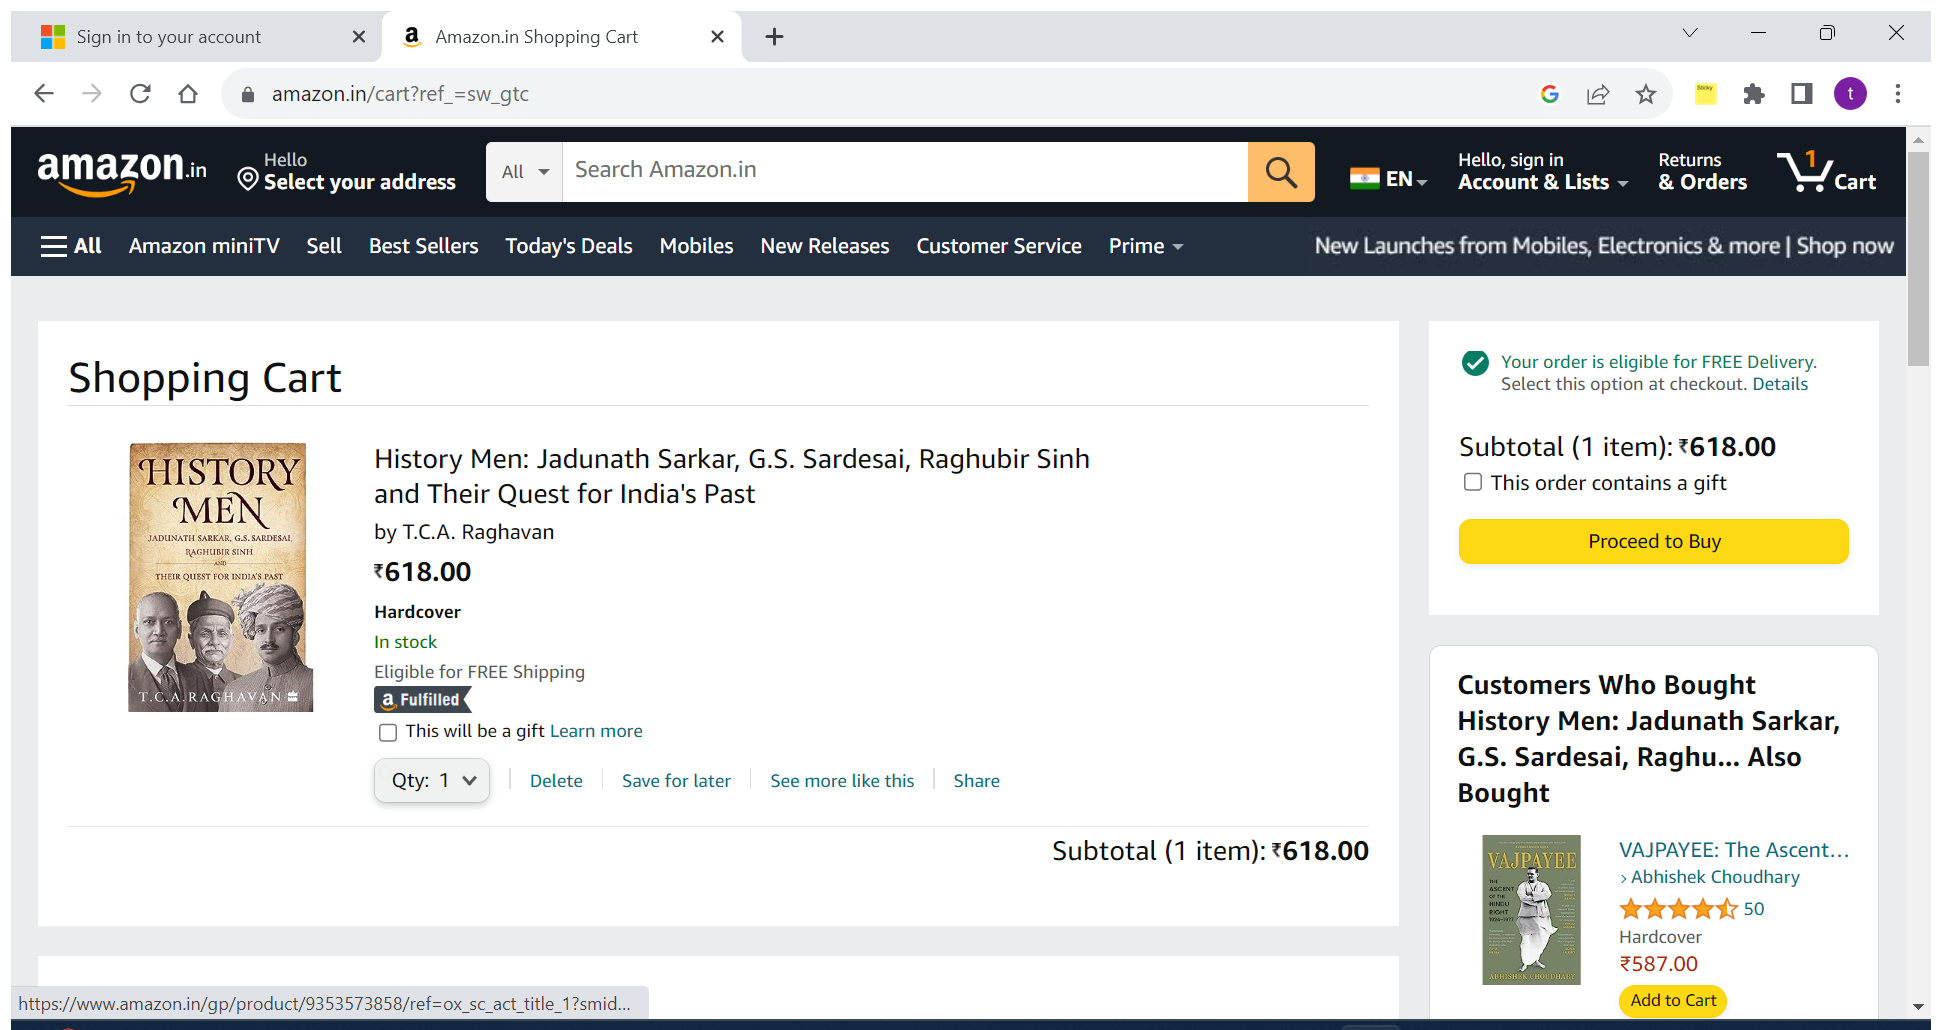 Sign in to your account
Amazon.in Shopping Cart
amazon.in/cart?ref_=sw_gtc
Sticky
t
amazon.in
Hello
Select your address
All
Search Amazon.in
EN
Hello, sign in
Account & Lists
Returns
& Orders
1
Cart
All
Amazon miniTV
Sell
Best Sellers
Today's Deals
Mobiles
New Releases
Customer Service
Prime
New Launches from Mobiles, Electronics & more | Shop now
Shopping Cart
HISTORY
MEN
JADUNATH SARKAR, G.S. SARDESAI,
RAGHUBIR SINH
AND
THEIR QUEST FOR INDIA'S PAST
T.C.A.RAGHAVAN
History Men: Jadunath Sarkar, G.S. Sardesai, Raghubir Sinh
and Their Quest for India's Past
by T.C.A. Raghavan
₹618.00
Hardcover
In stock
Eligible for FREE Shipping
a Fulfilled
This will be a gift Learn more
Qty: 1
Delete
Save for later
See more like this
Share
Subtotal (1 item): ₹618.00
Your order is eligible for FREE Delivery.
Select this option at checkout. Details
Subtotal (1 item): ₹618.00
This order contains a gift
Proceed to Buy
Customers Who Bought
History Men: Jadunath Sarkar,
G.S. Sardesai, Raghu... Also
Bought
VAJPAYEE
THE
ASCENT
OF THE
HINDU
RIGHT
1924–1977
ABHISHEK CHOUDHARY
VAJPAYEE: The Ascent…
› Abhishek Choudhary
50
Hardcover
₹587.00
Add to Cart
https://www.amazon.in/gp/product/9353573858/ref=ox_sc_act_title_1?smid...